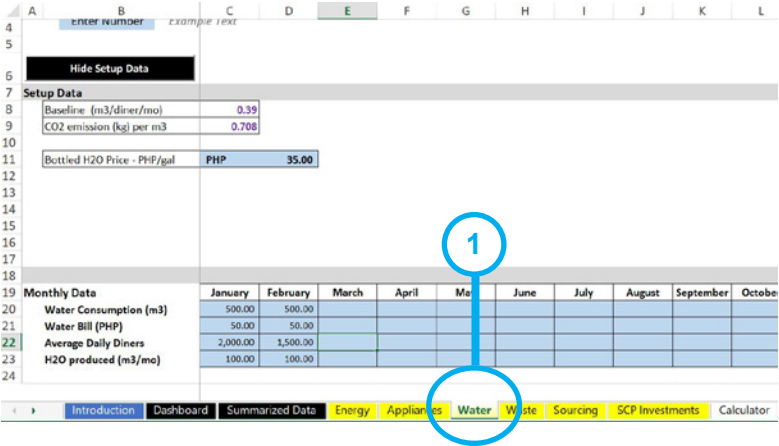 A B C D E F G H I J K L
4 Enter Number Example Text
5
6 Hide Setup Data
7 Setup Data
8 Baseline (m3/diner/mo) 0.39
9 CO2 emission (kg) per m3 0.708
10
11 Bottled H2O Price - PHP/gal PHP 35.00
12
13
14
15
16
17
18
19 Monthly Data January February March April May June July August September Octobe
20 Water Consumption (m3) 500.00 500.00
21 Water Bill (PHP) 50.00 50.00
22 Average Daily Diners 2,000.00 1,500.00
23 H2O produced (m3/mo) 100.00 100.00
24
1
Introduction Dashboard Summarized Data Energy Appliances Water Waste Sourcing SCP Investments Calculator